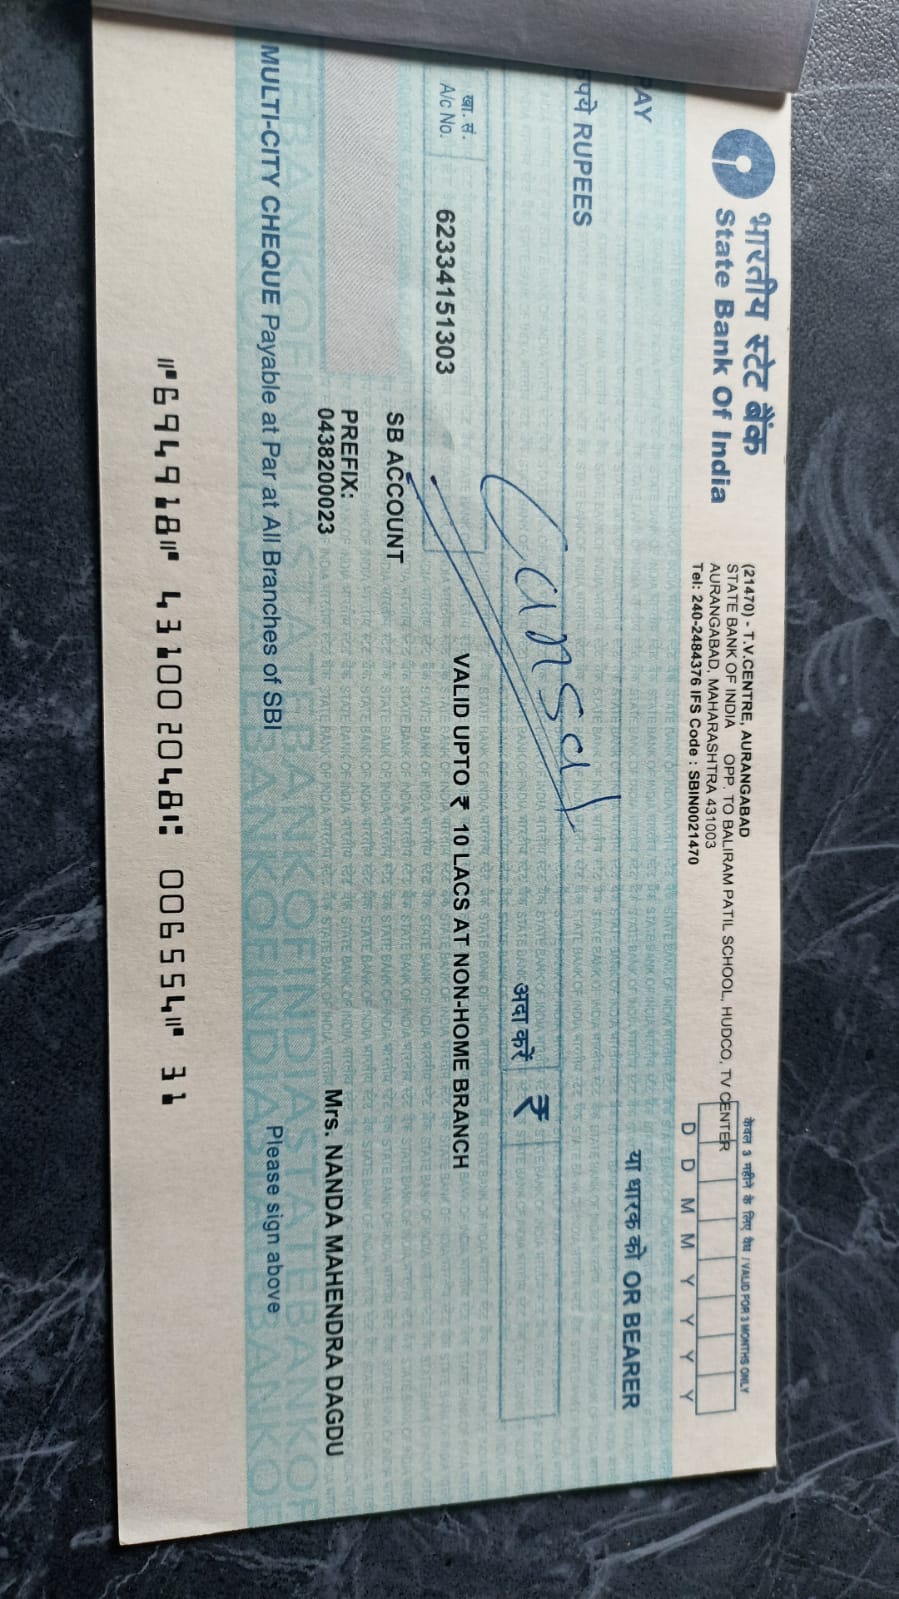 भारतीय स्टेट बैंक
State Bank Of India
(21470) - T.V.CENTRE, AURANGABAD
STATE BANK OF INDIA OPP. TO BALIRAM PATIL SCHOOL, HUDCO, TV CENTER
AURANGABAD, MAHARASHTRA 431003
Tel: 240-2484376 IFS Code : SBIN0021470
केवल 3 महीने के लिए वैध / VALID FOR 3 MONTHS ONLY
D D M M Y Y Y Y
PAY
या धारक को OR BEARER
रुपये RUPEES
अदा करें ₹
Cansel
खा. सं.
A/c No.
62334151303
VALID UPTO ₹ 10 LACS AT NON-HOME BRANCH
SB ACCOUNT
PREFIX:
0438200023
Mrs. NANDA MAHENDRA DAGDU
MULTI-CITY CHEQUE Payable at Par at All Branches of SBI
Please sign above
⑈694918⑈ 431002048⑆ 006554⑈ 31